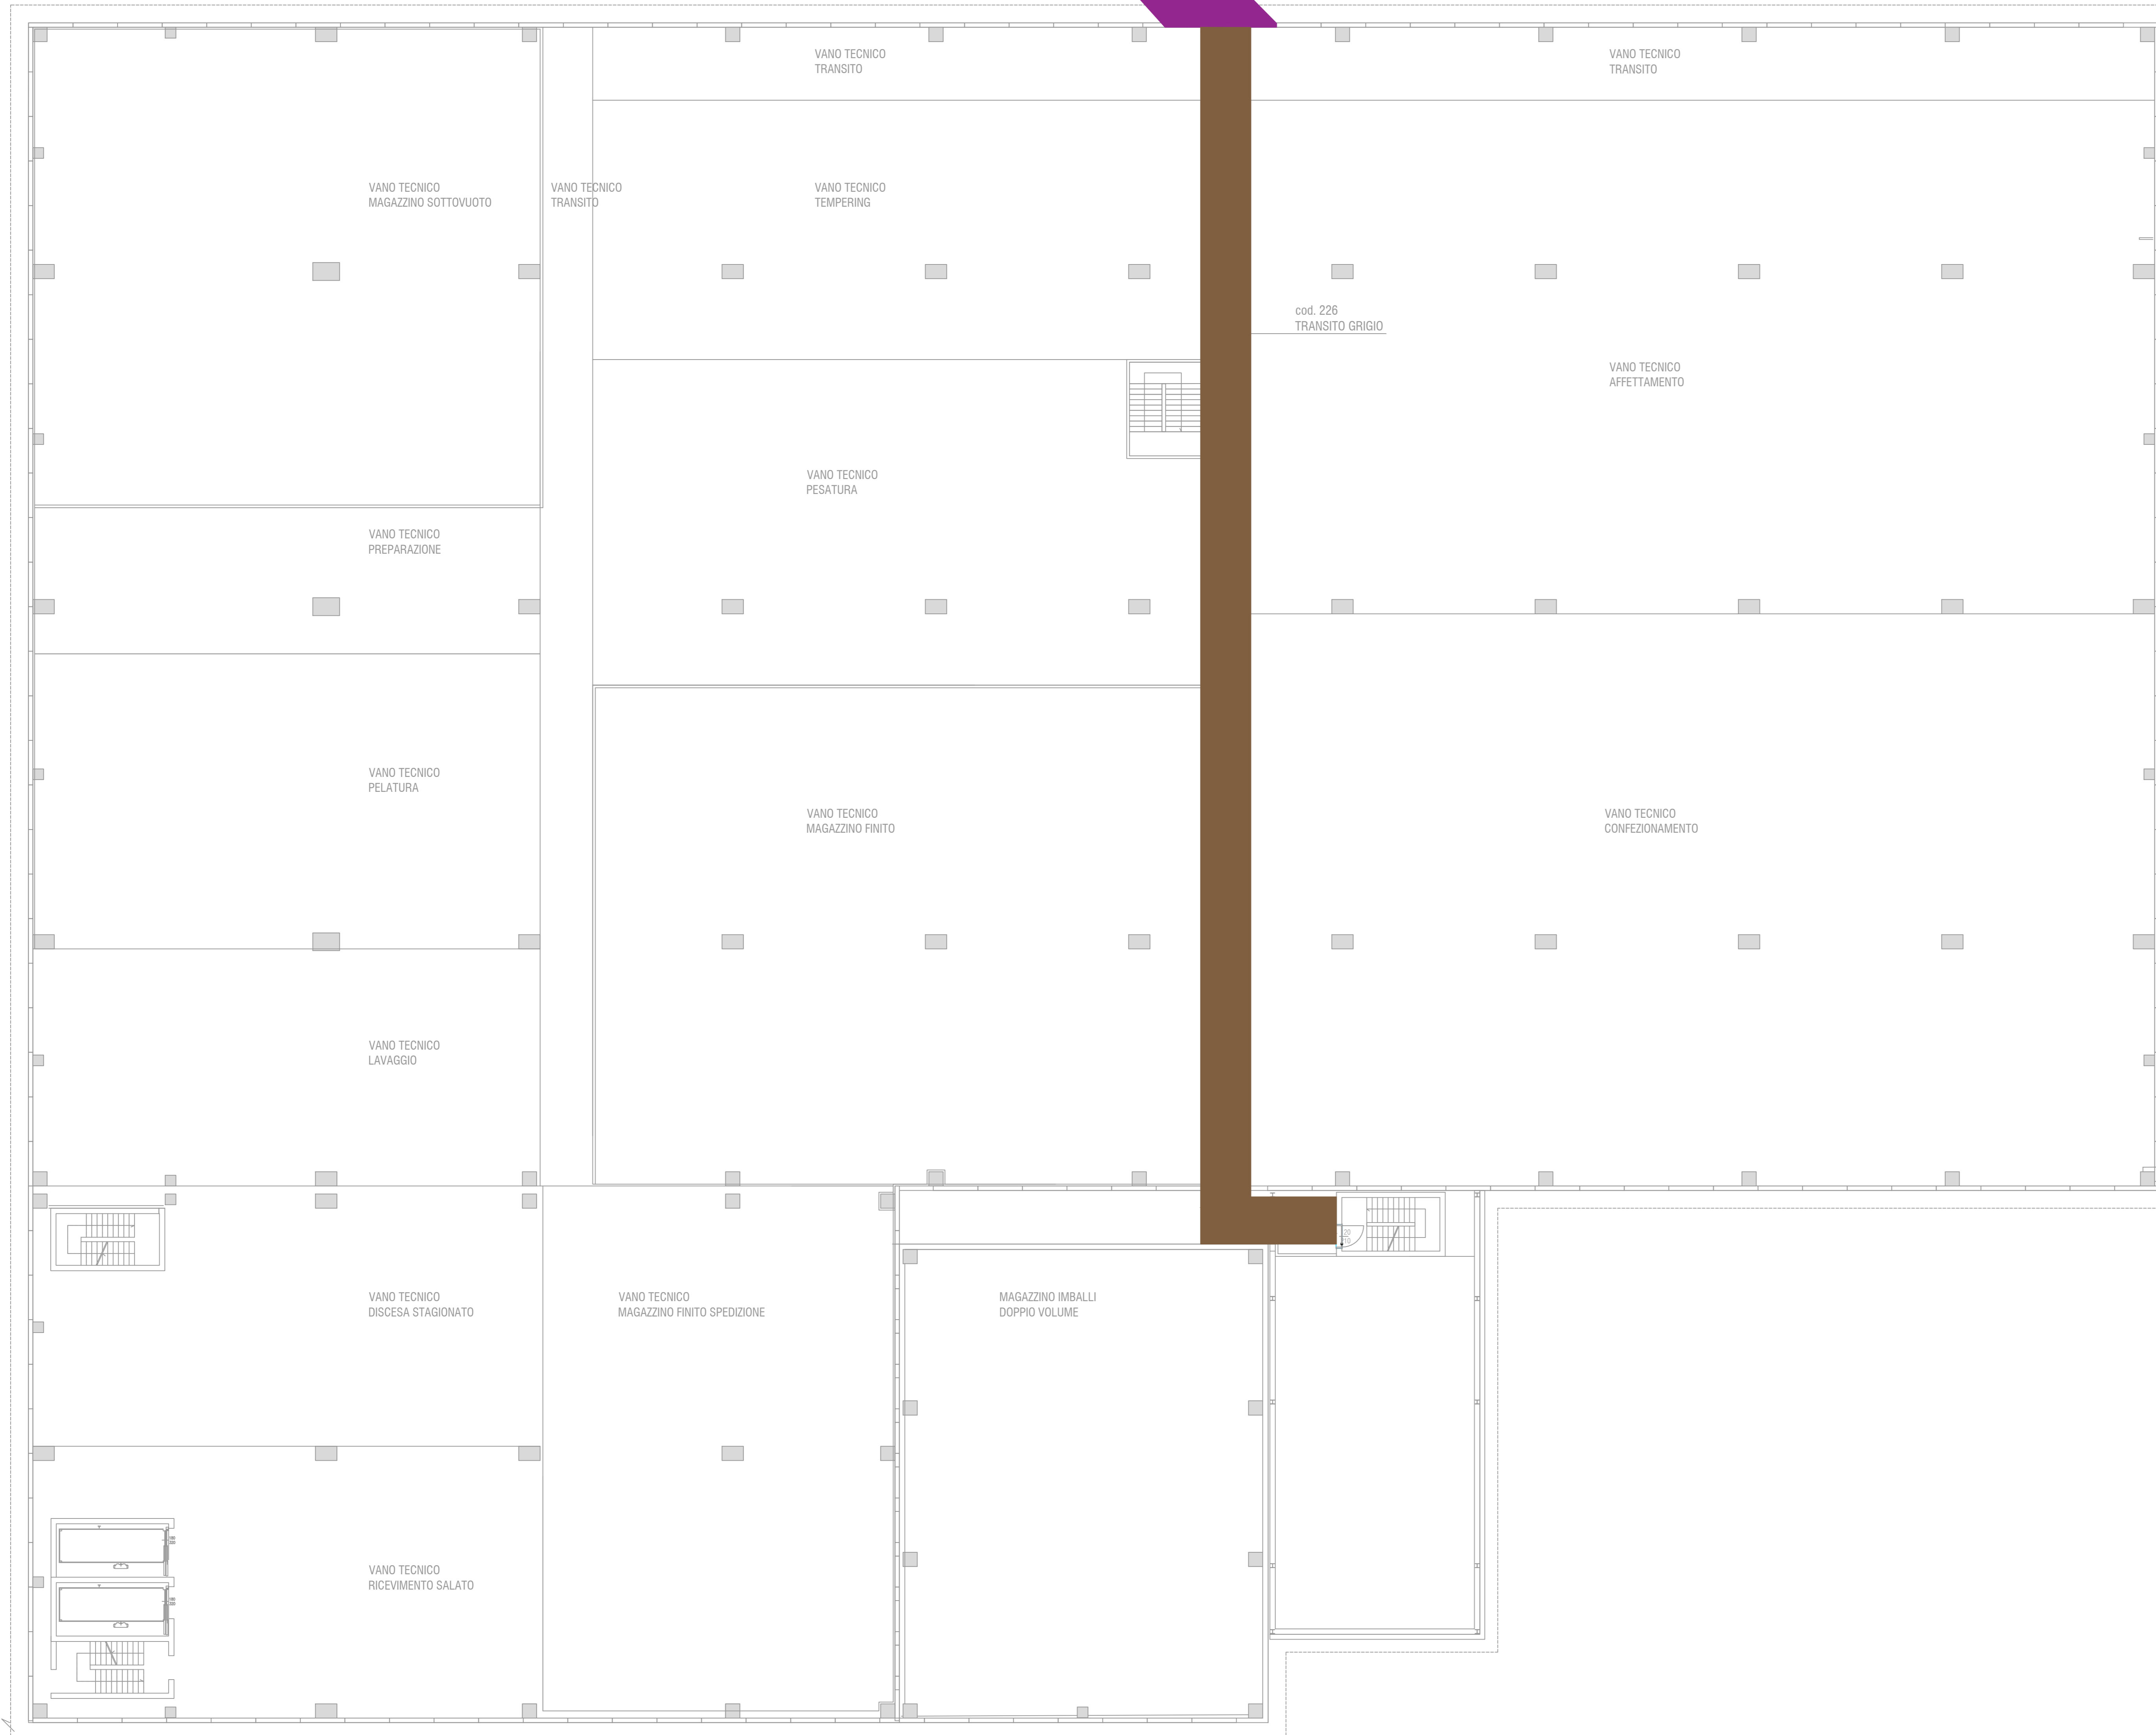 VANO TECNICO
TRANSITO
VANO TECNICO
TRANSITO
VANO TECNICO
MAGAZZINO SOTTOVUOTO
VANO TECNICO
TRANSITO
VANO TECNICO
TEMPERING
cod. 226
TRANSITO GRIGIO
VANO TECNICO
AFFETTAMENTO
VANO TECNICO
PESATURA
VANO TECNICO
PREPARAZIONE
VANO TECNICO
PELATURA
VANO TECNICO
MAGAZZINO FINITO
VANO TECNICO
CONFEZIONAMENTO
VANO TECNICO
LAVAGGIO
VANO TECNICO
DISCESA STAGIONATO
VANO TECNICO
MAGAZZINO FINITO SPEDIZIONE
MAGAZZINO IMBALLI
DOPPIO VOLUME
VANO TECNICO
RICEVIMENTO SALATO